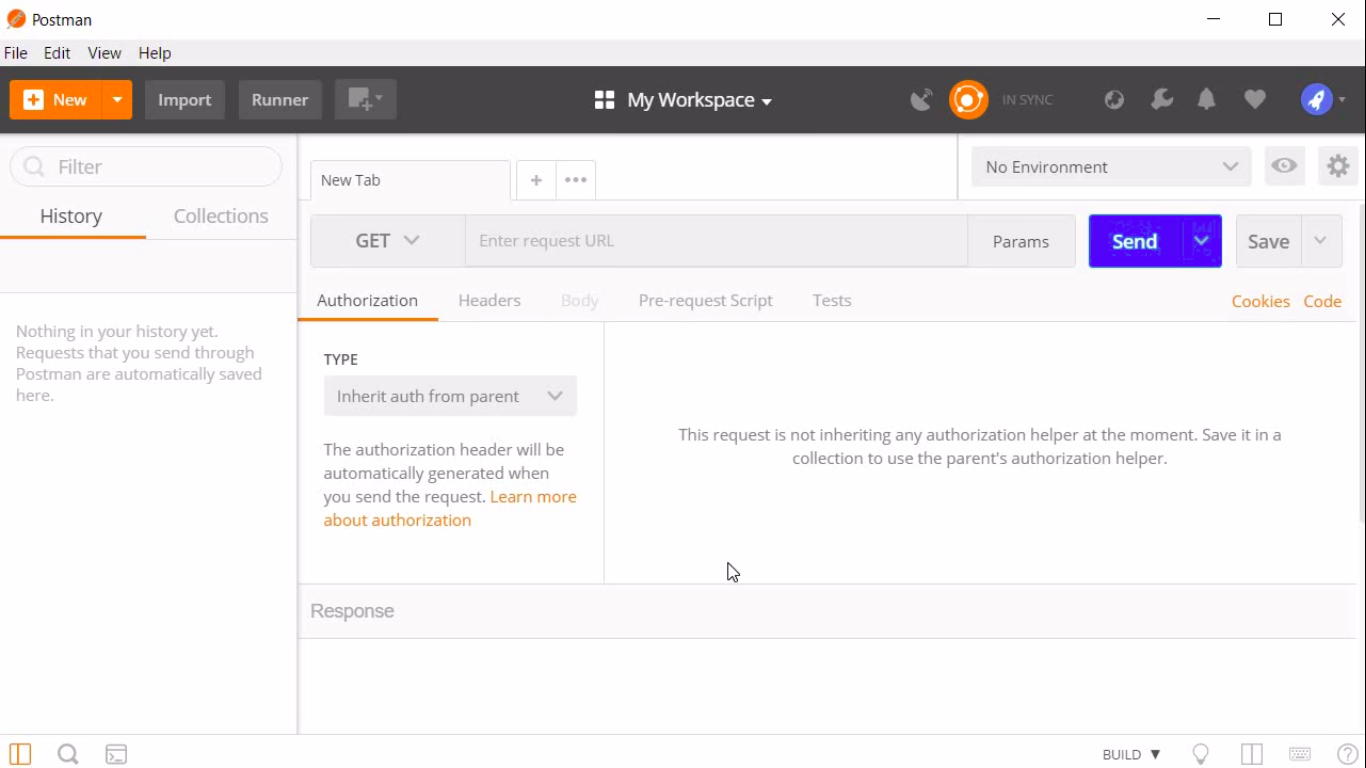 Postman
File Edit View Help
New Import Runner My Workspace IN SYNC
Filter
History Collections
Nothing in your history yet.
Requests that you send through
Postman are automatically saved
here.
New Tab + •••
No Environment
GET Enter request URL Params Send Save
Authorization Headers Body Pre-request Script Tests Cookies Code
TYPE
Inherit auth from parent
The authorization header will be
automatically generated when
you send the request. Learn more
about authorization
This request is not inheriting any authorization helper at the moment. Save it in a
collection to use the parent's authorization helper.
Response
BUILD ▼